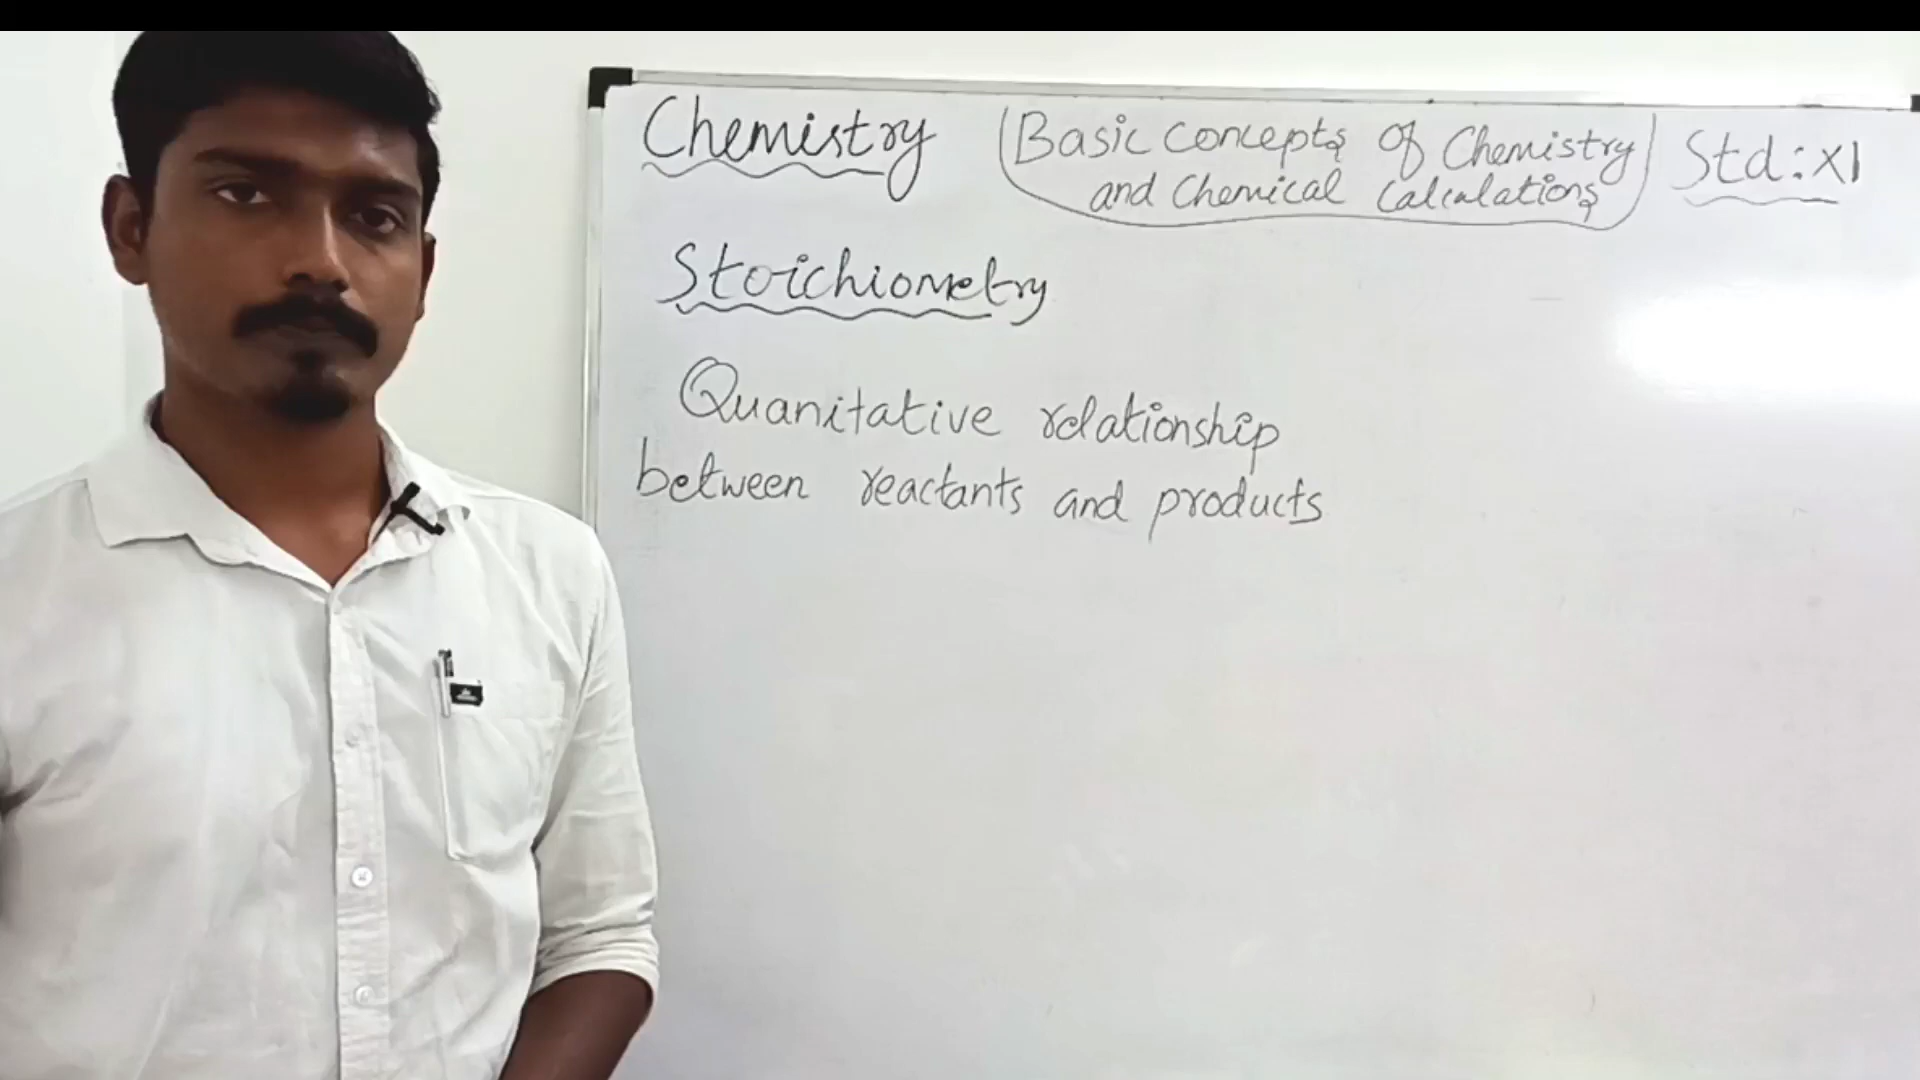 Chemistry
Basic concepts of Chemistry
and Chemical Calculations
Std: XI
Stoichiometry
Quanitative relationship
between reactants and products